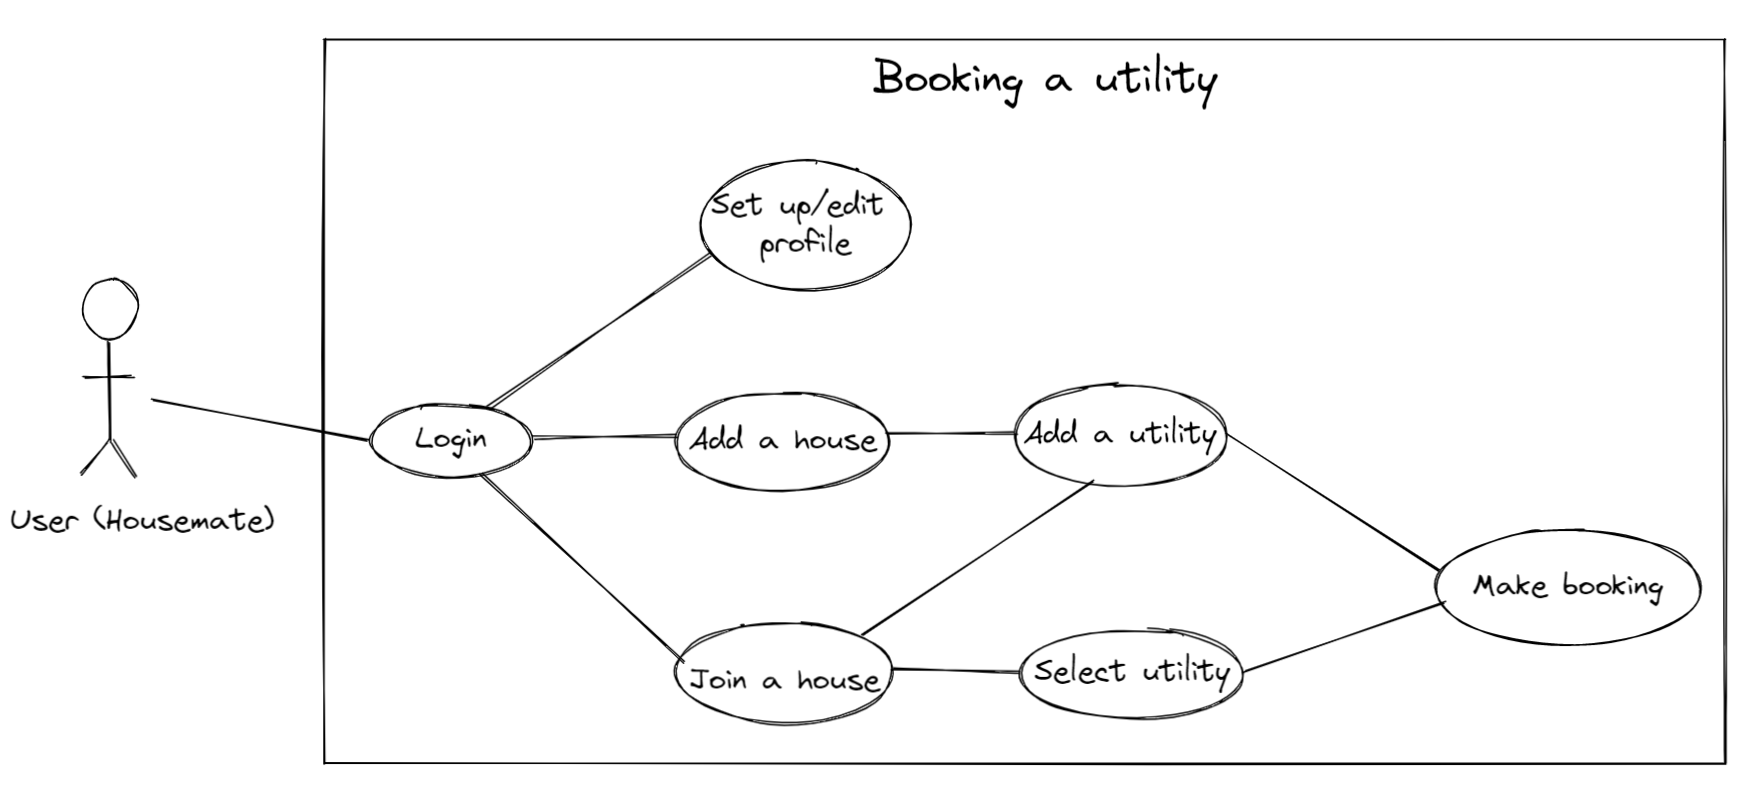 Booking a utility
Set up/edit
profile
Login
Add a house
Add a utility
User (Housemate)
Make booking
Join a house
Select utility